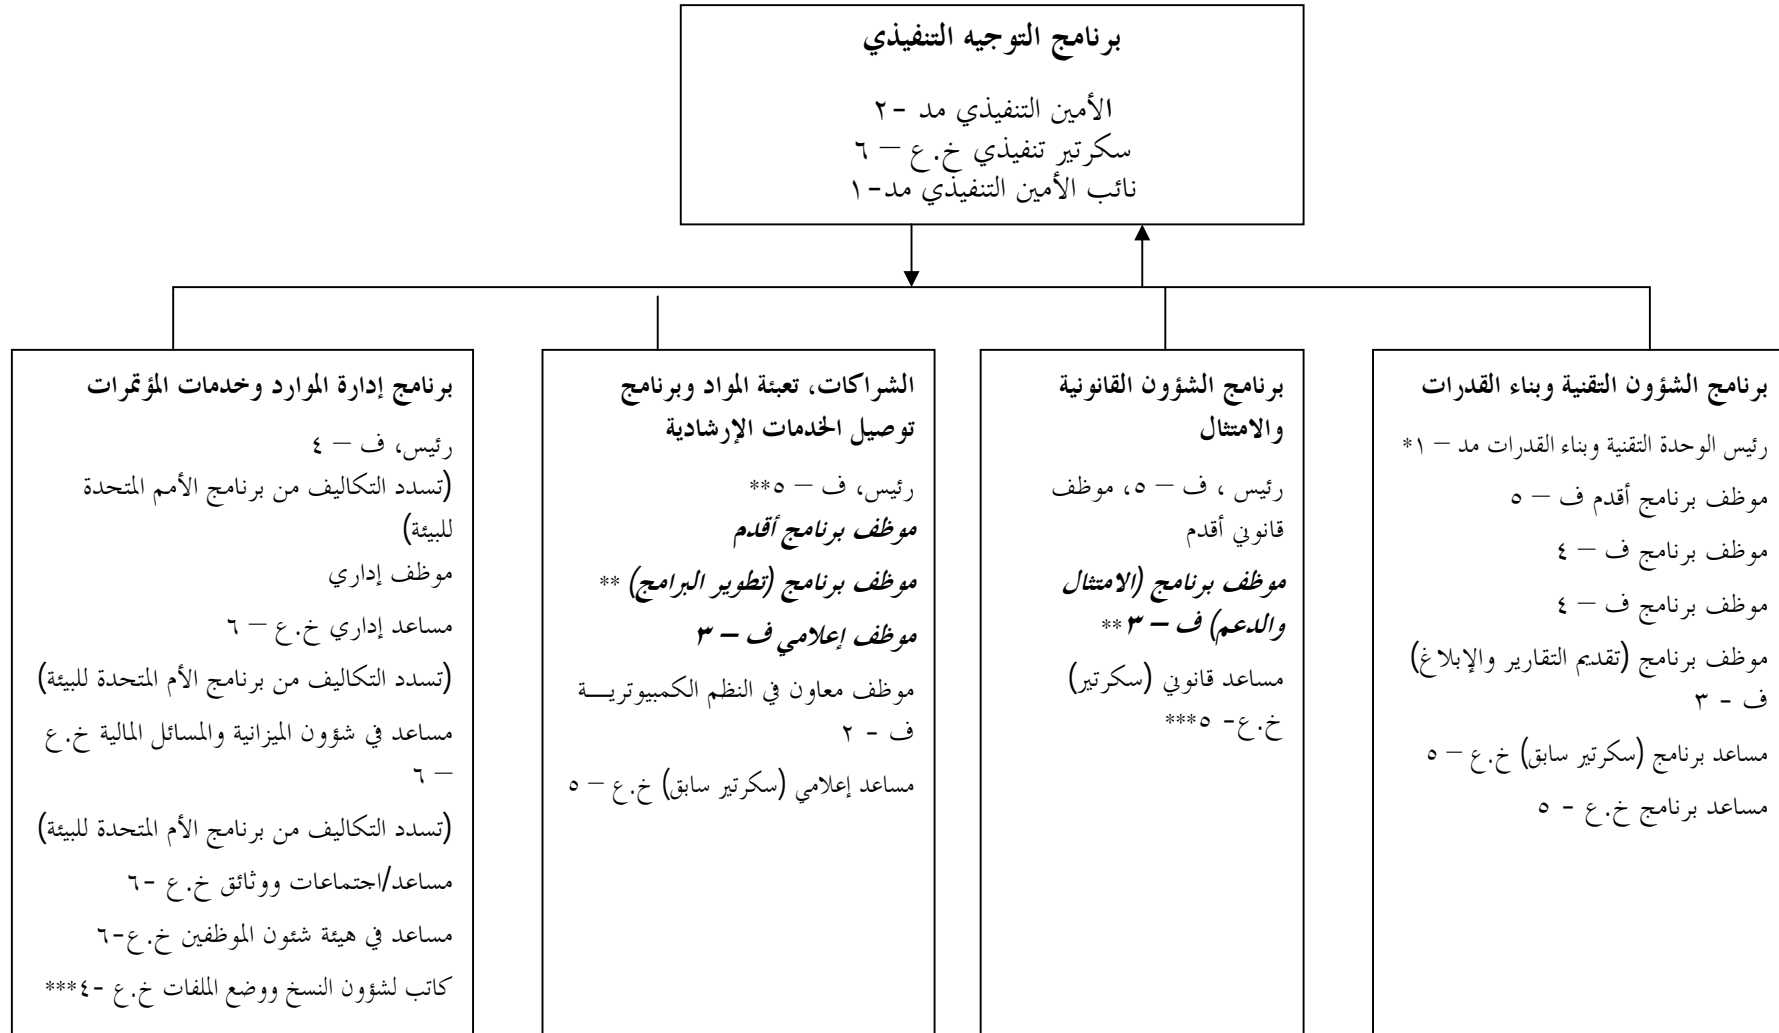 برنامج التوجيه التنفيذي
الأمين التنفيذي مد -٢
سكرتير تنفيذي خ.ع – ٦
نائب الأمين التنفيذي مد-١
برنامج الشؤون التقنية وبناء القدرات
رئيس الوحدة التقنية وبناء القدرات مد – ١*
موظف برنامج أقدم ف – ٥
موظف برنامج ف – ٤
موظف برنامج ف – ٤
موظف برنامج (تقديم التقارير والإبلاغ)
ف - ٣
مساعد برنامج (سكرتير سابق) خ.ع – ٥
مساعد برنامج خ.ع - ٥
برنامج الشؤون القانونية
والامتثال
رئيس ، ف – ٥، موظف
قانوني أقدم
موظف برنامج (الامتثال
والدعم) ف – ٣**
مساعد قانوني (سكرتير)
خ.ع- ٥***
الشراكات، تعبئة المواد وبرنامج
توصيل الخدمات الإرشادية
رئيس، ف – ٥**
موظف برنامج أقدم
موظف برنامج (تطوير البرامج) **
موظف إعلامي ف – ٣
موظف معاون في النظم الكمبيوتريـــة
ف - ٢
مساعد إعلامي (سكرتير سابق) خ.ع – ٥
برنامج إدارة الموارد وخدمات المؤتمرات
رئيس، ف – ٤
(تسدد التكاليف من برنامج الأمم المتحدة
للبيئة)
موظف إداري
مساعد إداري خ.ع – ٦
(تسدد التكاليف من برنامج الأم المتحدة للبيئة)
مساعد في شؤون الميزانية والمسائل المالية خ.ع
– ٦
(تسدد التكاليف من برنامج الأم المتحدة للبيئة)
مساعد/اجتماعات ووثائق خ.ع -٦
مساعد في هيئة شئون الموظفين خ.ع-٦
كاتب لشؤون النسخ ووضع الملفات خ.ع -٤***